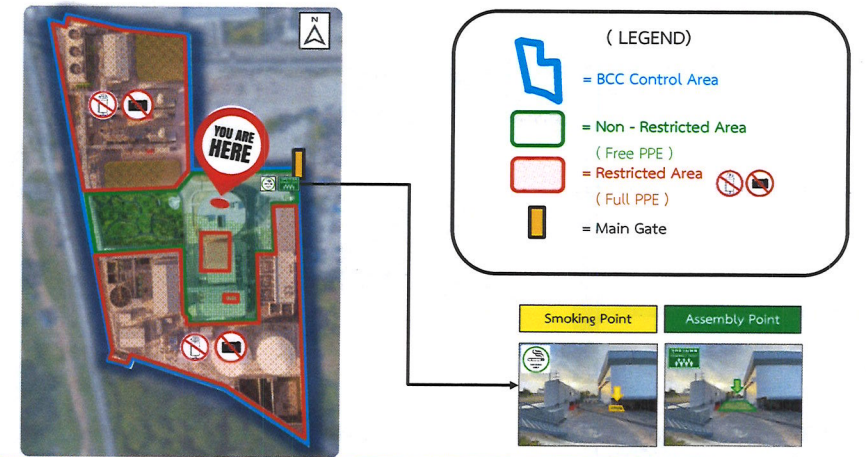 N
YOU ARE
HERE
( LEGEND)
= BCC Control Area
= Non - Restricted Area
( Free PPE )
= Restricted Area
( Full PPE )
= Main Gate
Smoking Point
Assembly Point